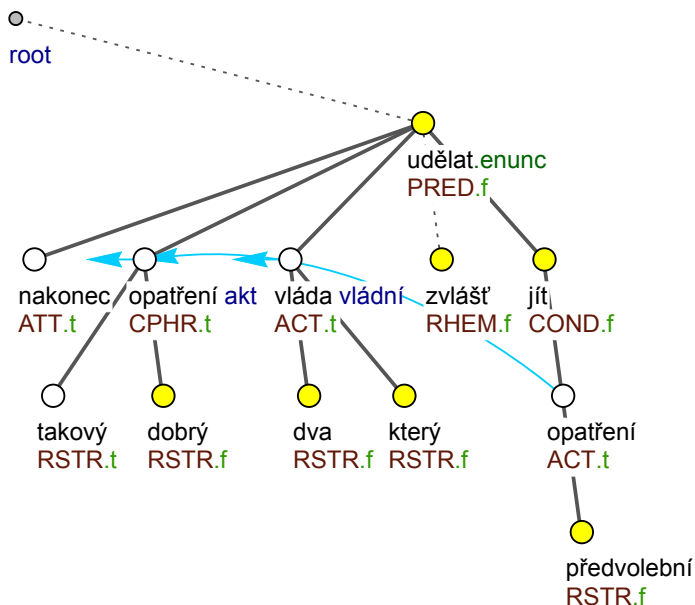 root
udělat.enunc
PRED.f
nakonec opatření akt vláda vládní zvlášť jít
ATT.t CPHR.t ACT.t RHEM.f COND.f
takový dobrý dva který opatření
RSTR.t RSTR.f RSTR.f RSTR.f ACT.t
předvolební
RSTR.f